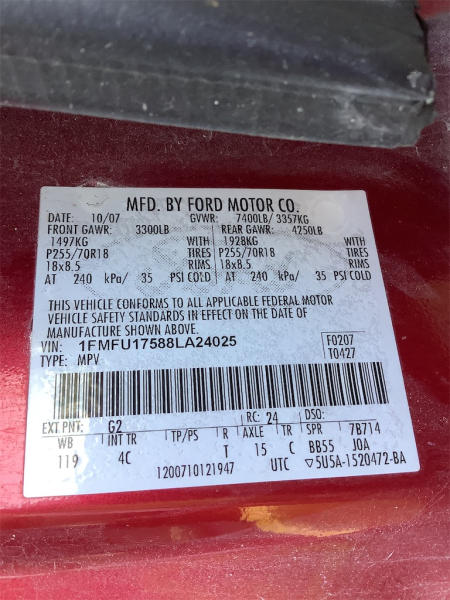 MFD. BY FORD MOTOR CO.
DATE: 10/07 GVWR: 7400LB/ 3357KG
FRONT GAWR: 3300LB REAR GAWR: 4250LB
1497KG WITH 1928KG WITH
P255/70R18 TIRES P255/70R18 TIRES
18x8.5 RIMS 18x8.5 RIMS
AT 240 kPa/ 35 PSI COLD AT 240 kPa/ 35 PSI COLD
THIS VEHICLE CONFORMS TO ALL APPLICABLE FEDERAL MOTOR
VEHICLE SAFETY STANDARDS IN EFFECT ON THE DATE OF
MANUFACTURE SHOWN ABOVE.
VIN: 1FMFU17588LA24025 F0207
TYPE: MPV T0427
EXT PNT: G2 RC: 24 DSO:
WB INT TR TP/PS R AXLE TR SPR 7B714
119 4C T 15 C BB55 JOA
1200710121947 UTC ▽5U5A-1520472-BA